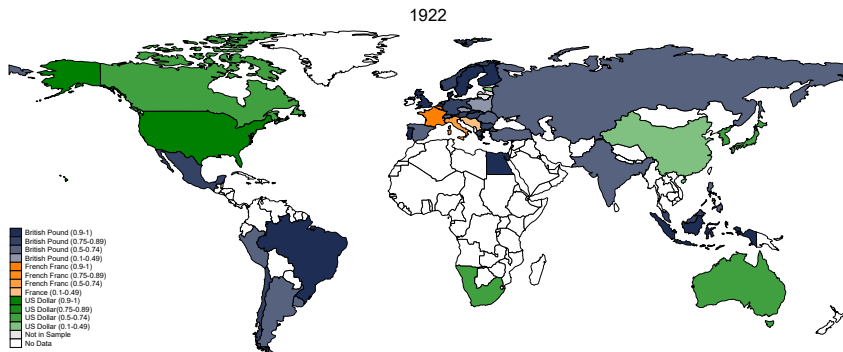 1922
British Pound (0.9-1)
British Pound (0.75-0.89)
British Pound (0.5-0.74)
British Pound (0.1-0.49)
French Franc (0.9-1)
French Franc (0.75-0.89)
French Franc (0.5-0.74)
France (0.1-0.49)
US Dollar (0.9-1)
US Dollar(0.75-0.89)
US Dollar (0.5-0.74)
US Dollar (0.1-0.49)
Not in Sample
No Data